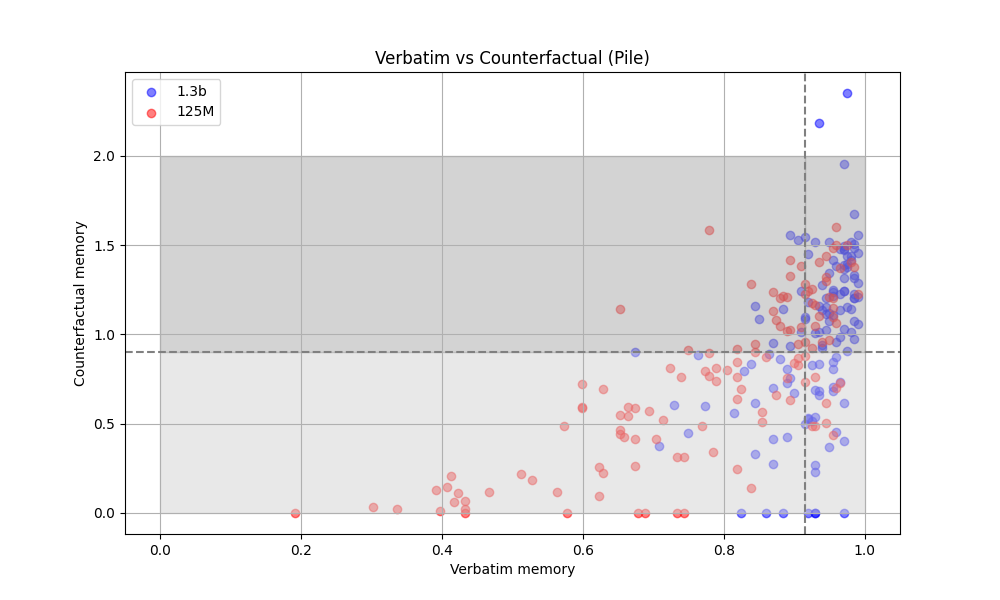 Verbatim vs Counterfactual (Pile)
1.3b
125M
2.0
1.5
1.0
0.5
0.0
Counterfactual memory
0.0 0.2 0.4 0.6 0.8 1.0
Verbatim memory